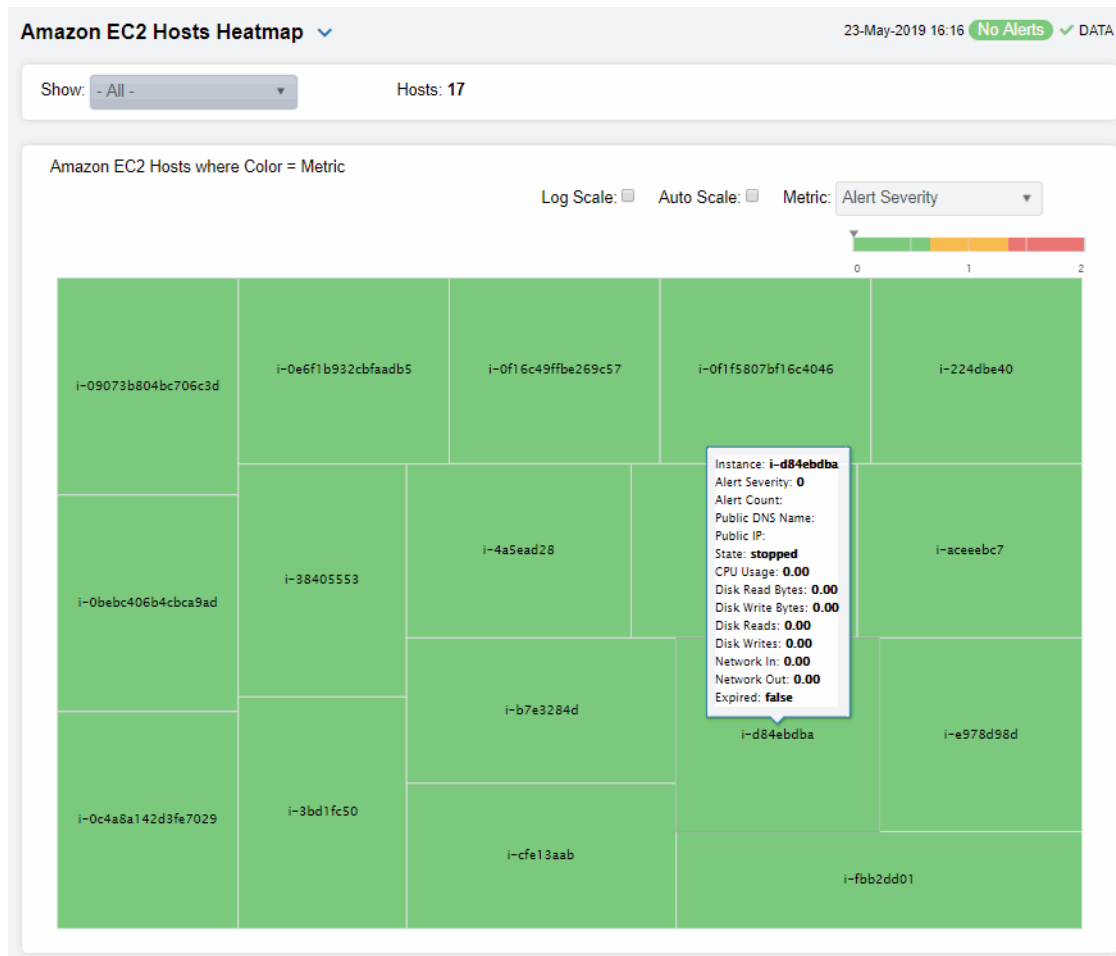 Amazon EC2 Hosts Heatmap
23-May-2019 16:16 No Alerts DATA
Show: - All -
Hosts: 17
Amazon EC2 Hosts where Color = Metric
Log Scale: Auto Scale: Metric: Alert Severity
0 1 2
i-09073b804bc706c3d
i-0e6f1b932cbfaadb5
i-0f16c49ffbe269c57
i-0f1f5807bf16c4046
i-224dbe40
Instance: i-d84ebdba
Alert Severity: 0
Alert Count:
Public DNS Name:
Public IP:
State: stopped
CPU Usage: 0.00
Disk Read Bytes: 0.00
Disk Write Bytes: 0.00
Disk Reads: 0.00
Disk Writes: 0.00
Network In: 0.00
Network Out: 0.00
Expired: false
i-4a5ead28
i-aceeebc7
i-38405553
i-0bebc406b4cbca9ad
i-b7e3284d
i-d84ebdba
i-e978d98d
i-0c4a8a142d3fe7029
i-3bd1fc50
i-cfe13aab
i-fbb2dd01